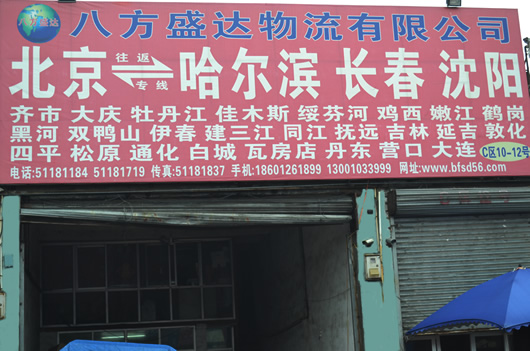 八方盛达
八方盛达物流有限公司
北京 往返 专线 哈尔滨 长春 沈阳
齐市 大庆 牡丹江 佳木斯 绥芬河 鸡西 嫩江 鹤岗
黑河 双鸭山 伊春 建三江 同江 抚远 吉林 延吉 敦化
四平 松原 通化 白城 瓦房店 丹东 营口 大连 C区10-12号
电话:51181184 51181719 传真:51181837 手机:18601261899 13001033999 网址:www.bfsd56.com